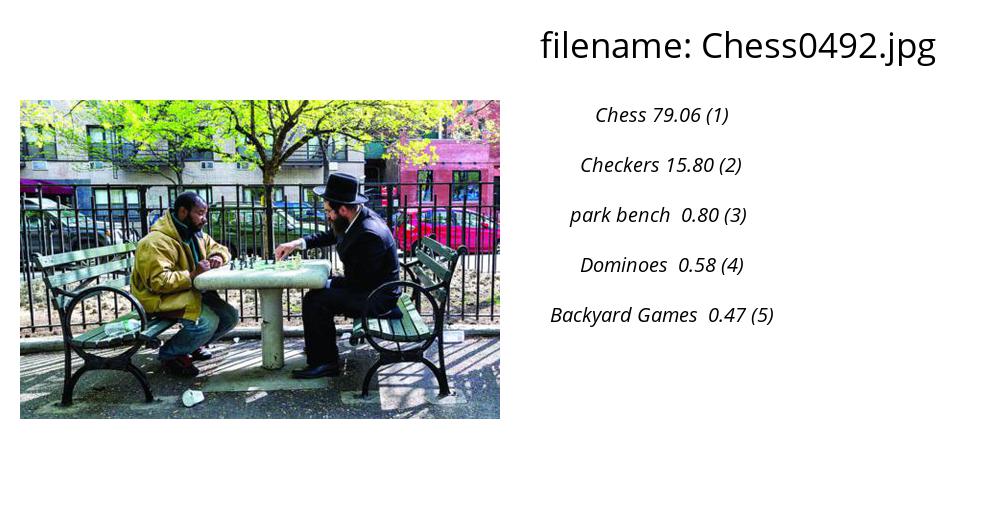 filename: Chess0492.jpg
Chess 79.06 (1)
Checkers 15.80 (2)
park bench 0.80 (3)
Dominoes 0.58 (4)
Backyard Games 0.47 (5)